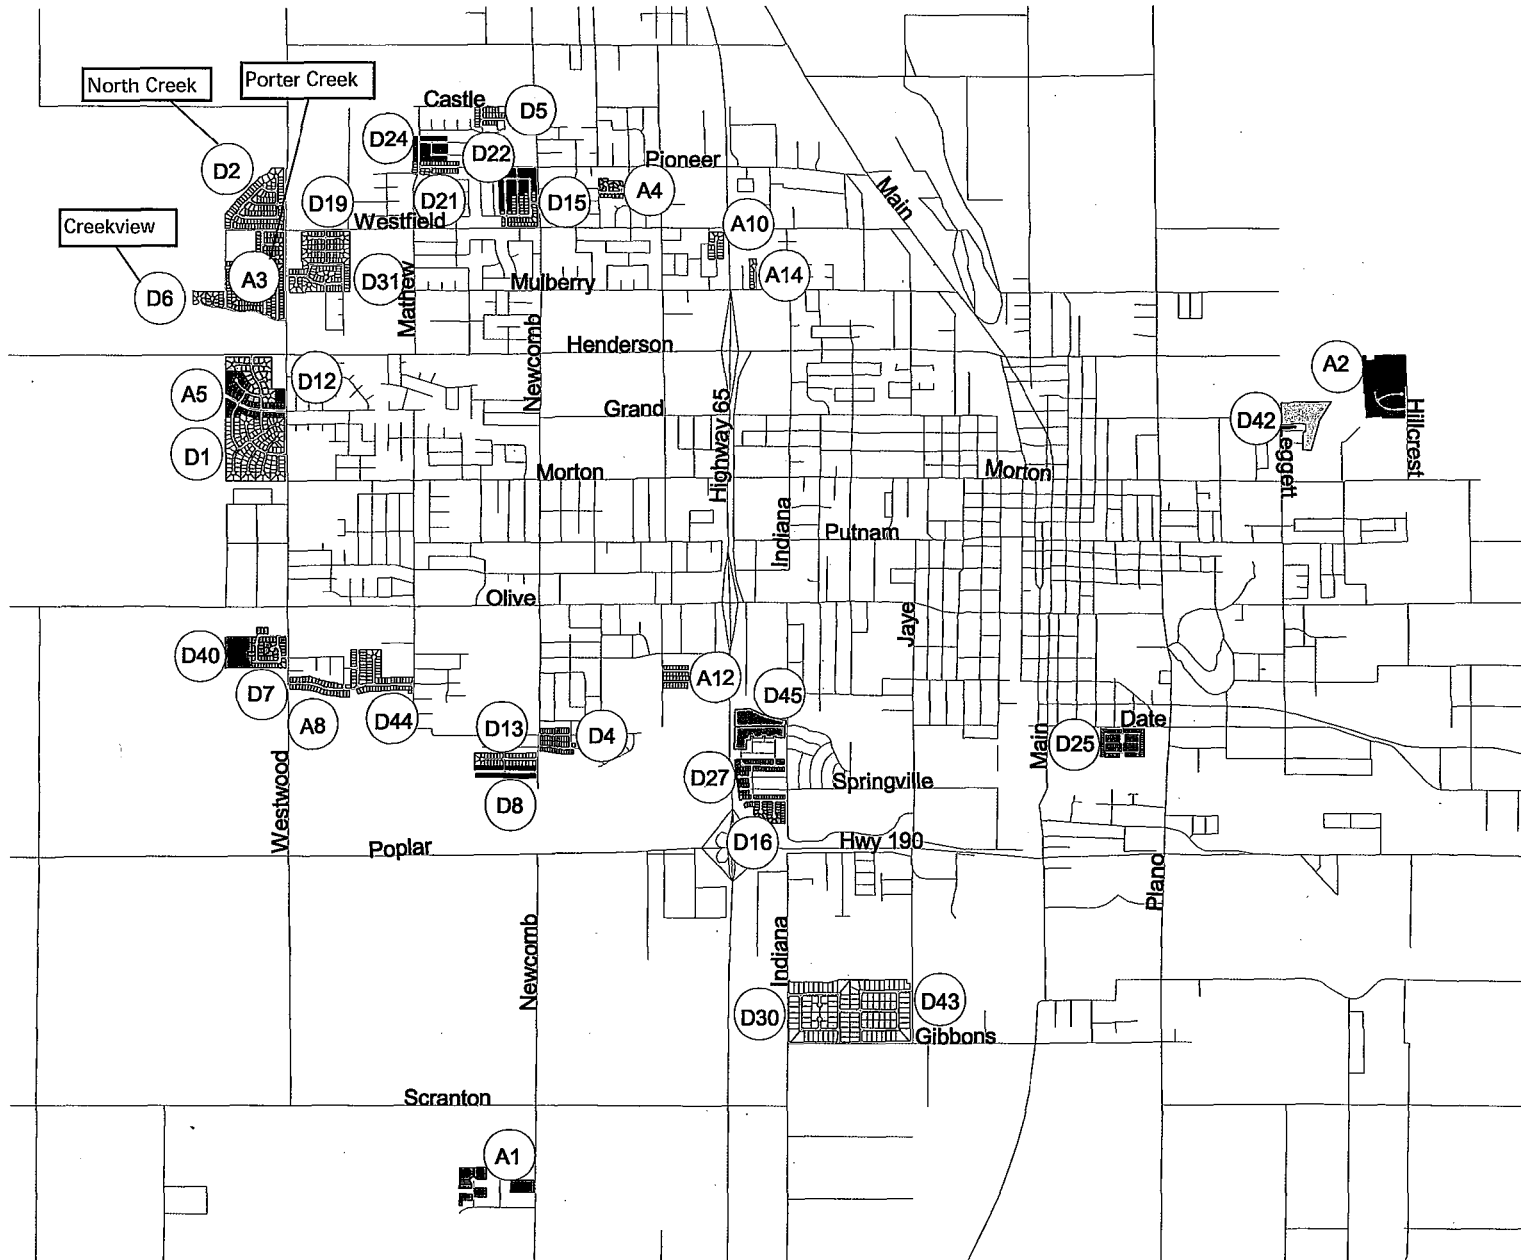 Porter Creek
North Creek
Castle
D5
D24
D22
Pioneer
D2
D19
D21
D15
A4
Main
Westfield
Creekview
A10
A3
D31
Mulberry
A14
D6
Mathew
Henderson
Newcomb
A2
D12
A5
Grand
Highway 65
D42
Hillcrest
D1
Morton
Morton
Leggett
Indiana
Putnam
Olive
Jaye
D40
D7
A12
D45
A8
D44
D13
D4
Date
D25
Main
Westwood
D27
Springville
D8
D16
Hwy 190
Poplar
Plano
Newcomb
Indiana
D30
D43
Gibbons
Scranton
A1